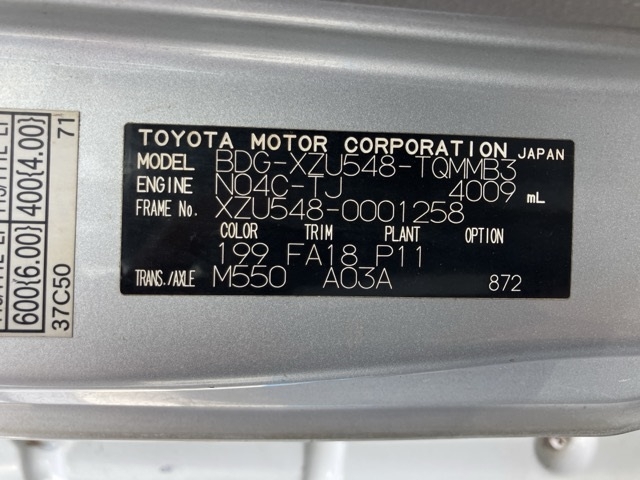 TOYOTA MOTOR CORPORATION JAPAN
MODEL BDG-XZU548-TQMMB3
ENGINE N04C-TJ 4009 mL
FRAME No. XZU548-0001258
COLOR TRIM PLANT OPTION
199 FA18 P11
TRANS./AXLE M550 A03A 872
600(6.00) 400(4.00)
37C50 71